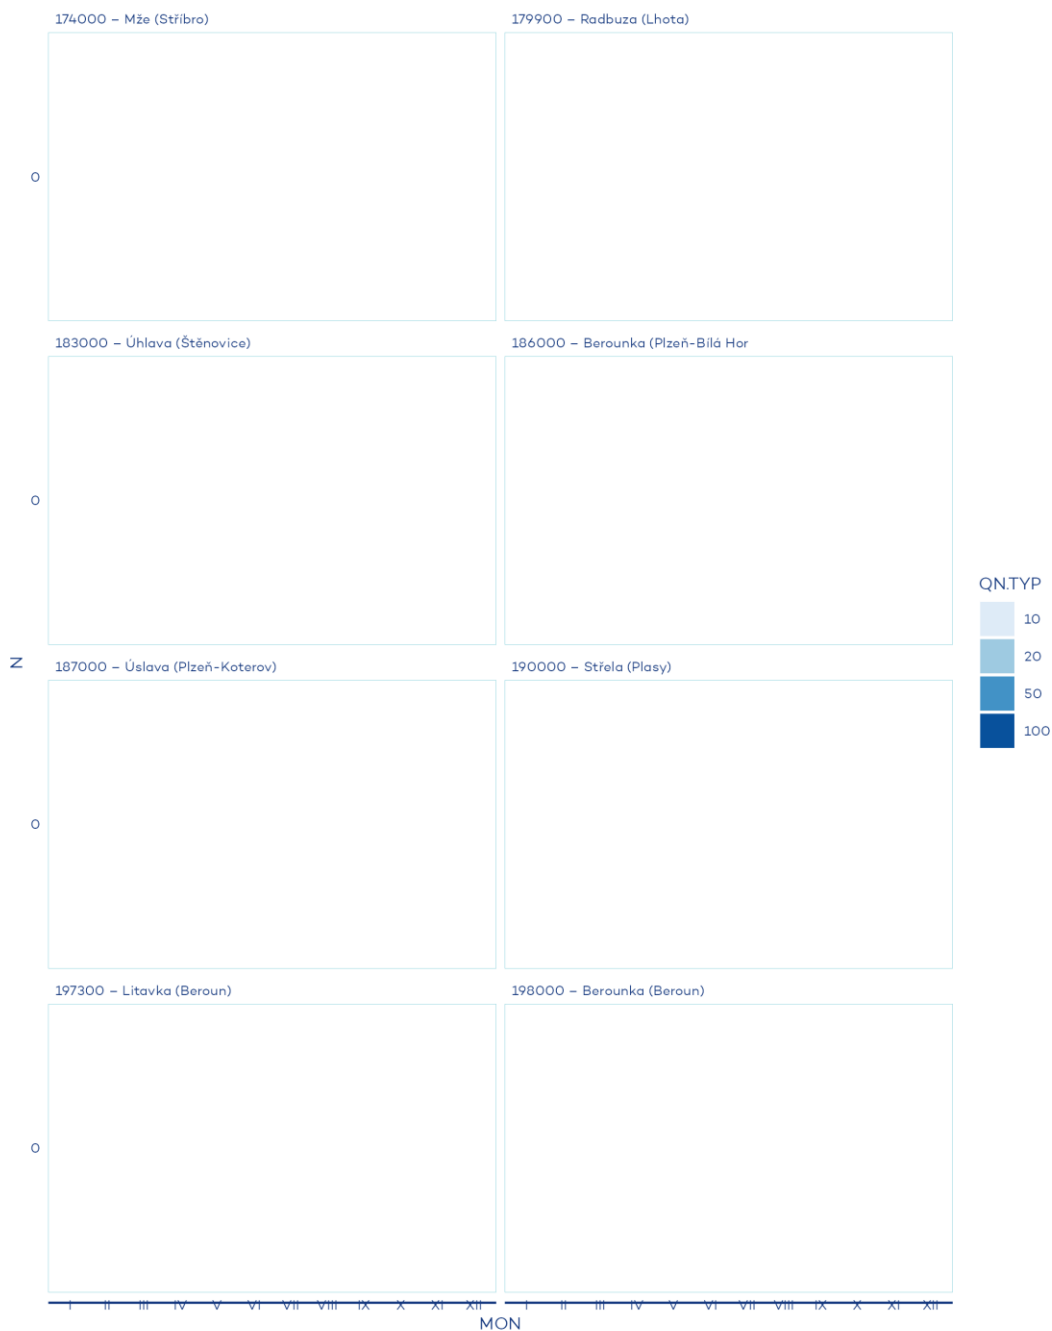 174000 – Mže (Stříbro)
179900 – Radbuza (Lhota)
0
183000 – Úhlava (Štěnovice)
186000 – Berounka (Plzeň-Bílá Hor
0
QN.TYP
10
20
50
100
N
187000 – Úslava (Plzeň-Koterov)
190000 – Střela (Plasy)
0
197300 – Litavka (Beroun)
198000 – Berounka (Beroun)
0
I II III IV V VI VII VIII IX X XI XII
I II III IV V VI VII VIII IX X XI XII
MON